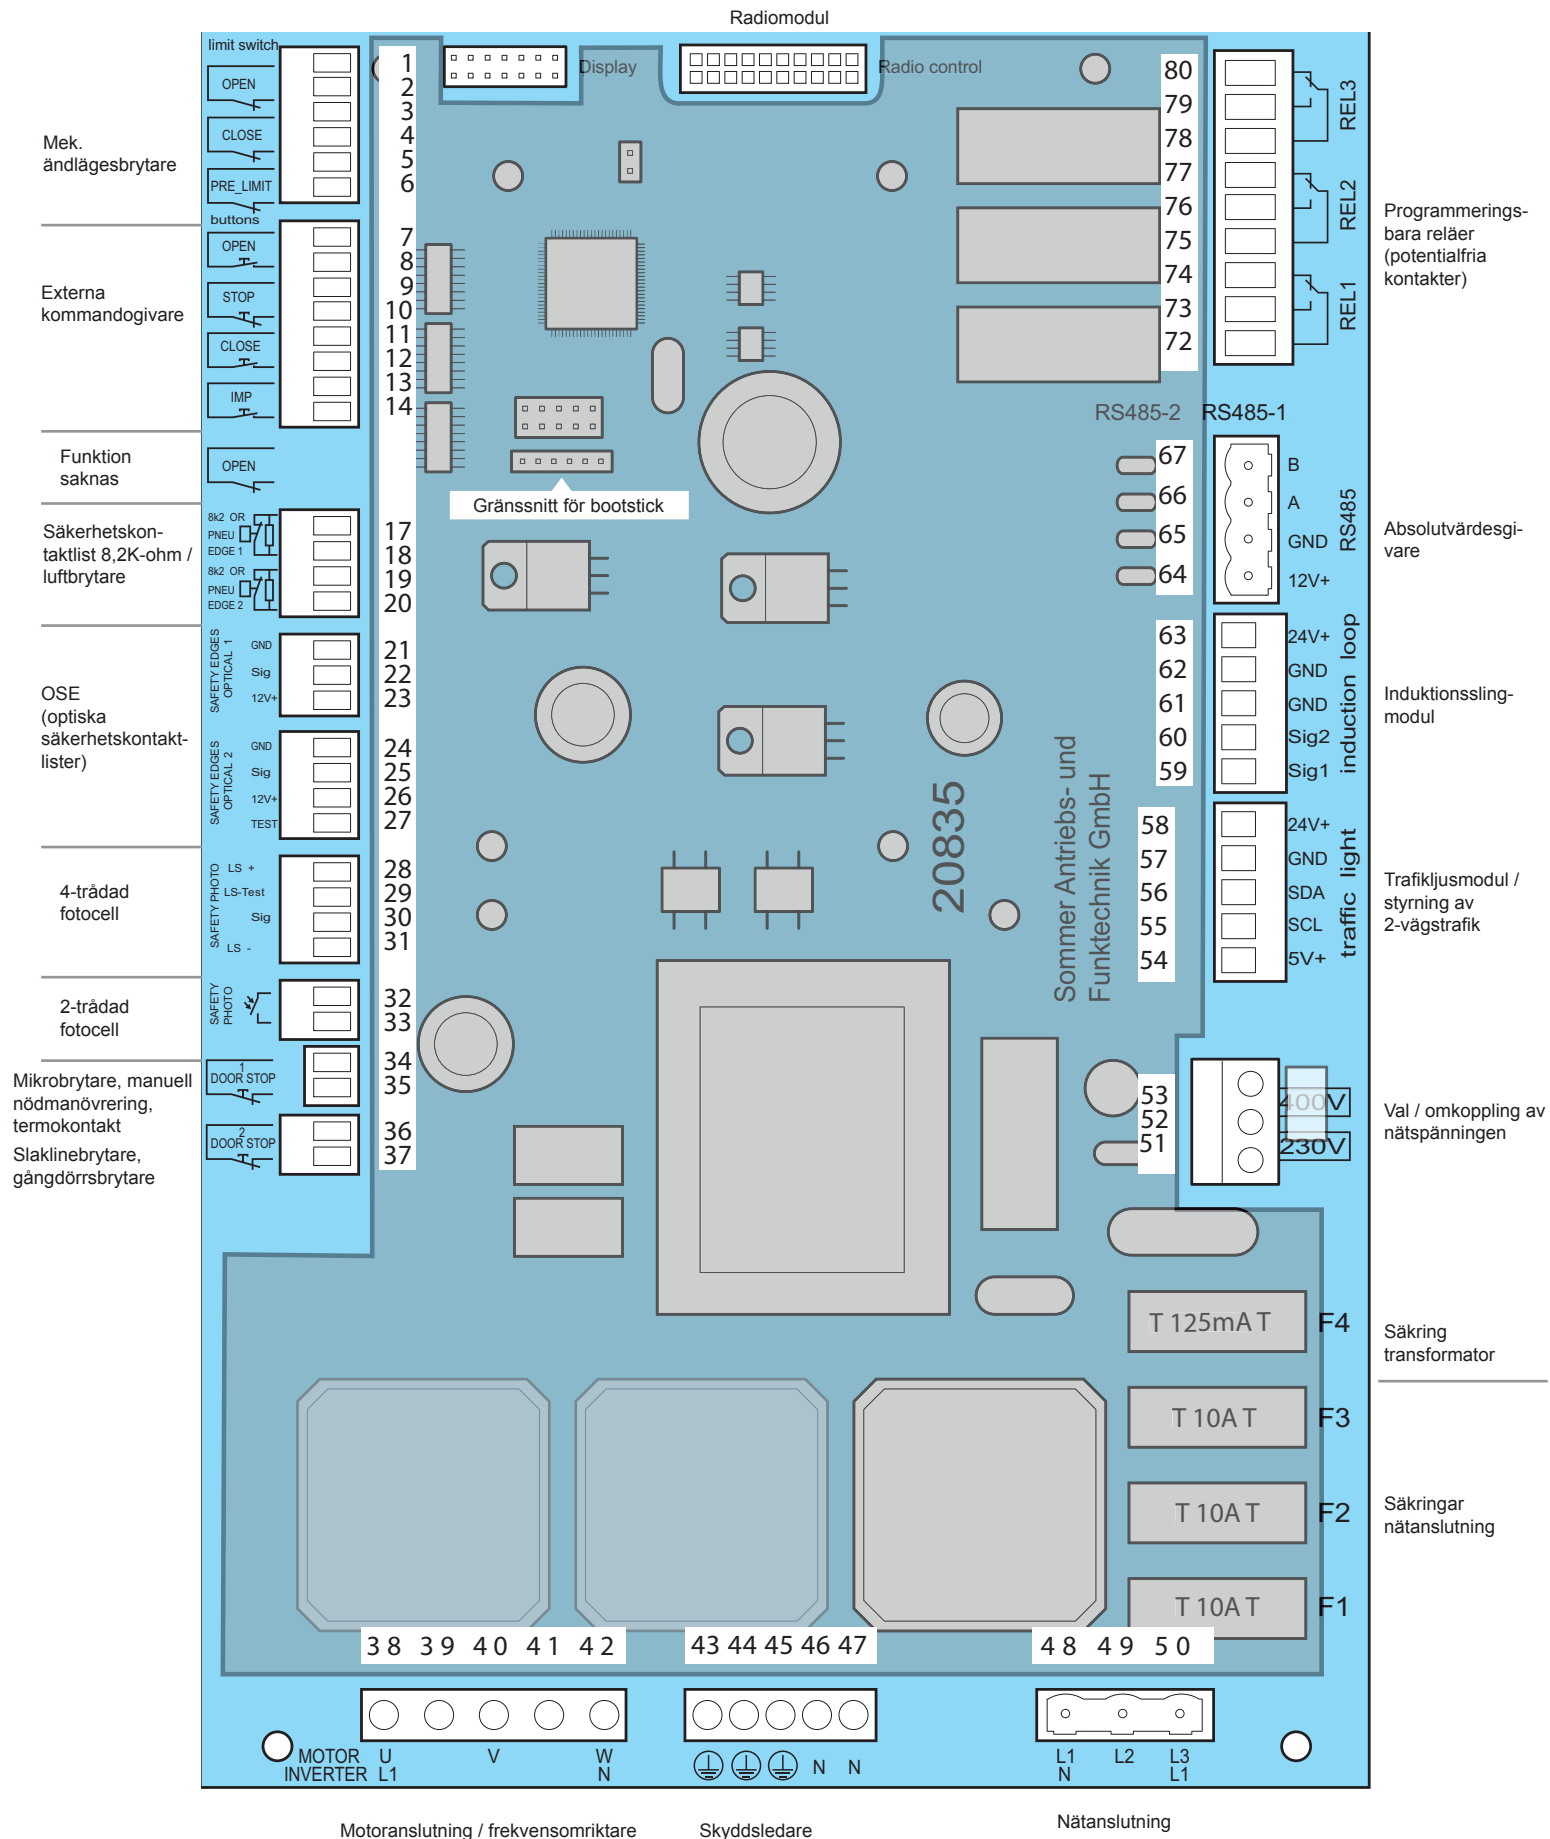 Radiomodul
limit switch
OPEN
CLOSE
PRE_LIMIT
Mek.
ändlägesbrytare
buttons
OPEN
STOP
CLOSE
IMP
Externa
kommandogivare
Funktion
saknas
OPEN
Säkerhetskon-
taktlist 8,2K-ohm /
luftbrytare
8k2 OR
PNEU
EDGE 1
8k2 OR
PNEU
EDGE 2
OSE
(optiska
säkerhetskontakt-
lister)
SAFETY EDGES
OPTICAL 1
GND
Sig
12V+
SAFETY EDGES
OPTICAL 2
GND
Sig
12V+
TEST
4-trådad
fotocell
SAFETY PHOTO
LS +
LS-Test
Sig
LS -
2-trådad
fotocell
SAFETY
PHOTO
Mikrobrytare, manuell
nödmanövrering,
termokontakt
1
DOOR STOP
Slaklinebrytare,
gångdörrsbrytare
2
DOOR STOP
1
2
3
4
5
6
7
8
9
10
11
12
13
14
17
18
19
20
21
22
23
24
25
26
27
28
29
30
31
32
33
34
35
36
37
Display
Radio control
Gränssnitt för bootstick
20835
Sommer Antriebs- und
Funktechnik GmbH
80
79
78
77
76
75
74
73
72
REL3
REL2
REL1
Programmerings-
bara reläer
(potentialfria
kontakter)
RS485-2 RS485-1
67
66
65
64
B
A
GND
12V+
RS485
Absolutvärdesgi-
vare
63
62
61
60
59
24V+
GND
GND
Sig2
Sig1
induction loop
Induktionssling-
modul
58
57
56
55
54
24V+
GND
SDA
SCL
5V+
traffic light
Trafikljusmodul /
styrning av
2-vägstrafik
53
52
51
400V
230V
Val / omkoppling av
nätspänningen
T 125mA T F4
Säkring
transformator
T 10A T F3
T 10A T F2
Säkringar
nätanslutning
T 10A T F1
38 39 40 41 42
43 44 45 46 47
48 49 50
MOTOR U V W
INVERTER L1 N
N N
L1 L2 L3
N L1
Motoranslutning / frekvensomriktare
Skyddsledare
Nätanslutning